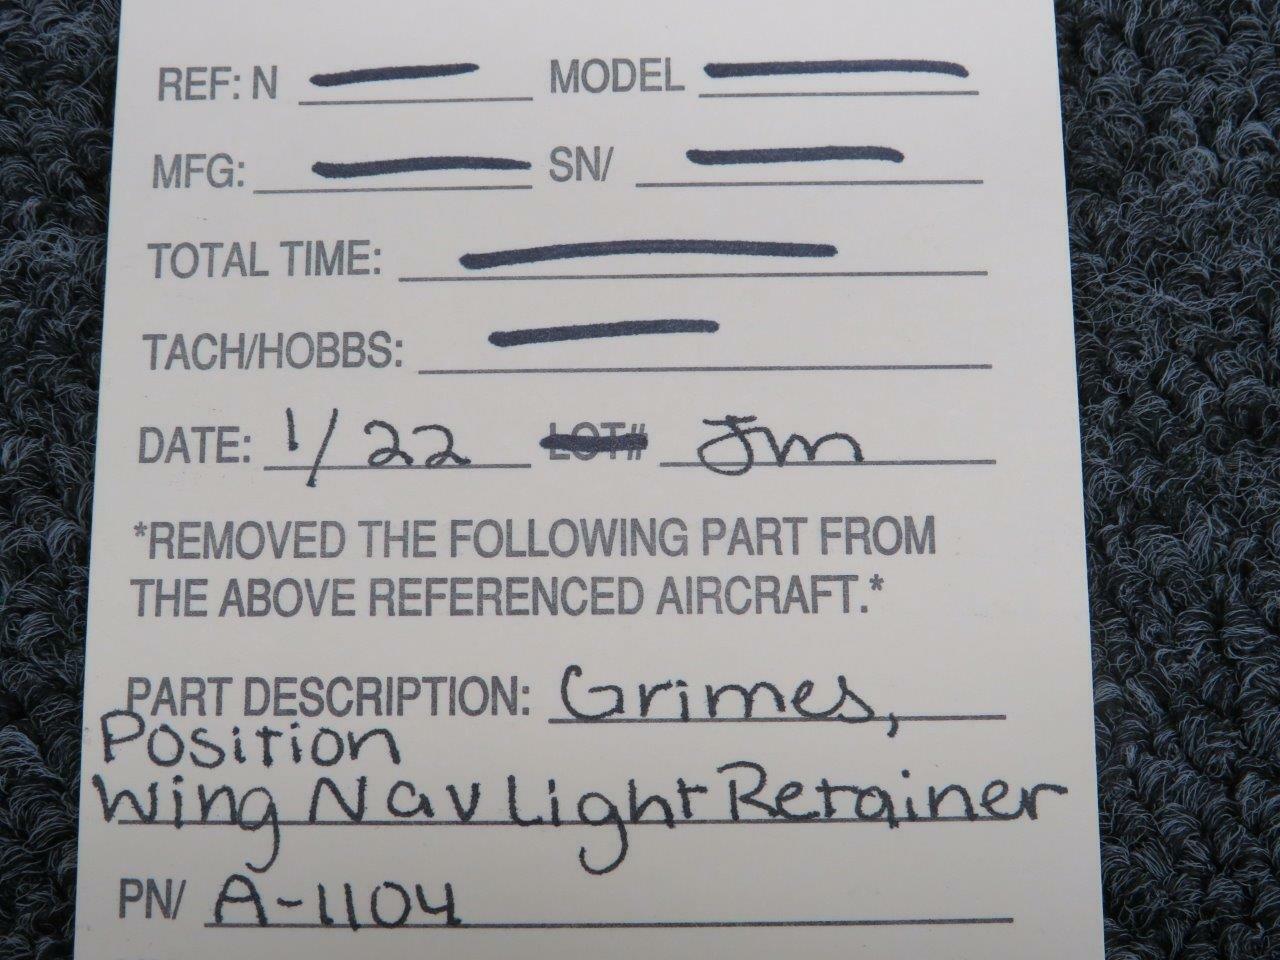 REF: N MODEL
MFG: SN/
TOTAL TIME:
TACH/HOBBS:
DATE: 1/22 LOT# Jm
*REMOVED THE FOLLOWING PART FROM
THE ABOVE REFERENCED AIRCRAFT.*
PART DESCRIPTION: Grimes,
Position
Wing Nav Light Retainer
PN/ A-1104